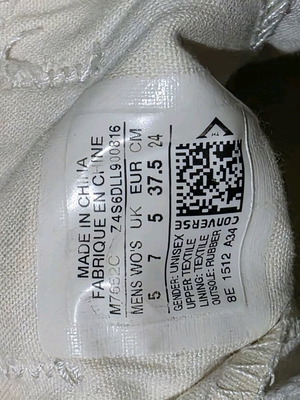 MADE IN CHINA
FABRIQUE EN CHINE
M7652C Z4S6DLL900816
MENS WO'S UK EUR CM
5 7 5 37.5 24
CONVERSE
GENDER: UNISEX
UPPER: TEXTILE
LINING: TEXTILE
OUTSOLE: RUBBER
8E 1512 A34